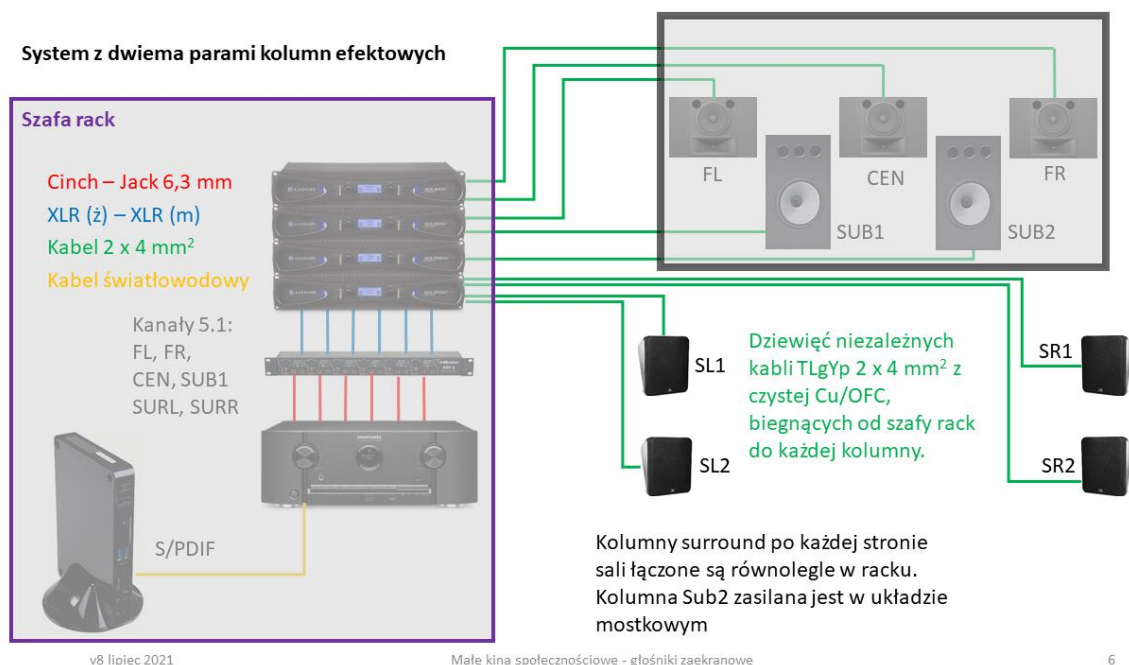 System z dwiema parami kolumn efektowych
Szafa rack
Cinch – Jack 6,3 mm
XLR (ż) – XLR (m)
Kabel 2 x 4 mm²
Kabel światłowodowy
Kanały 5.1:
FL, FR,
CEN, SUB1
SURL, SURR
S/PDIF
FL
CEN
FR
SUB1
SUB2
SL1
SL2
Dziewięć niezależnych
kabli TLgYp 2 x 4 mm² z
czystej Cu/OFC,
biegnących od szafy rack
do każdej kolumny.
SR1
SR2
Kolumny surround po każdej stronie
sali łączone są równolegle w racku.
Kolumna Sub2 zasilana jest w układzie
mostkowym
v8 lipiec 2021
Małe kina społecznościowe - głośniki zaekranowe
6